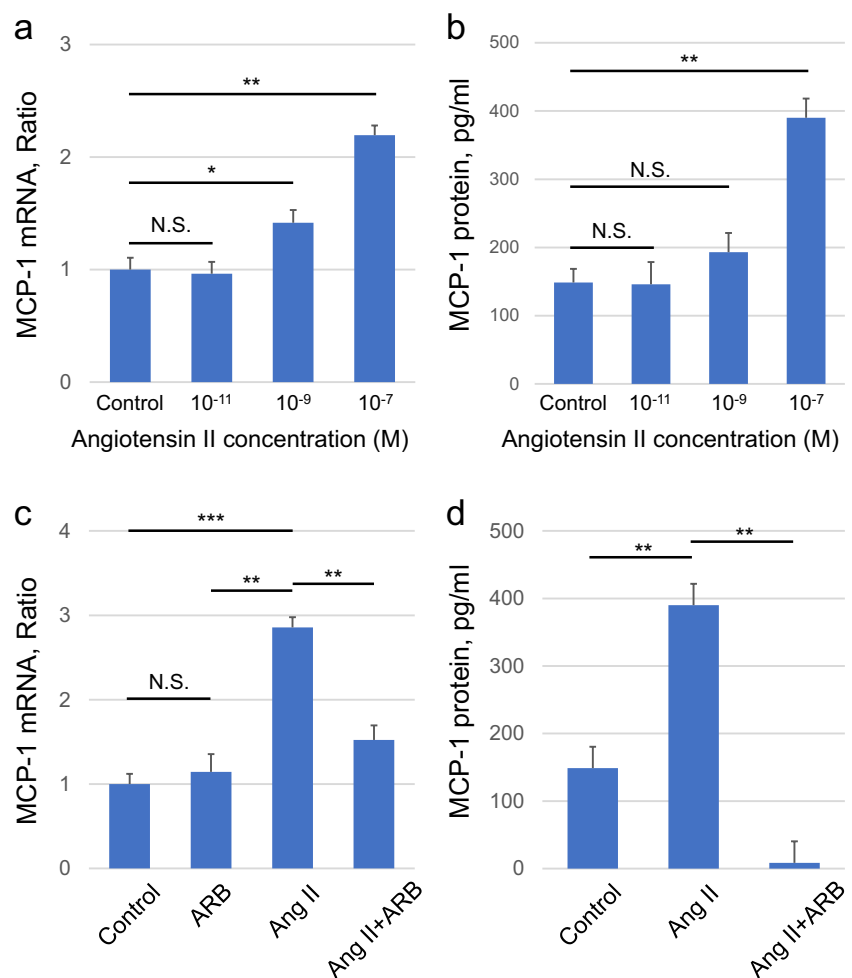 a
MCP-1 mRNA, Ratio
3
2
1
0
**
*
N.S.
Control 10⁻¹¹ 10⁻⁹ 10⁻⁷
Angiotensin II concentration (M)
b
MCP-1 protein, pg/ml
500
400
300
200
100
0
**
N.S.
N.S.
Control 10⁻¹¹ 10⁻⁹ 10⁻⁷
Angiotensin II concentration (M)
c
MCP-1 mRNA, Ratio
4
3
2
1
0
***
** **
N.S.
Control ARB Ang II Ang II+ARB
d
MCP-1 protein, pg/ml
500
400
300
200
100
0
** **
Control Ang II Ang II+ARB